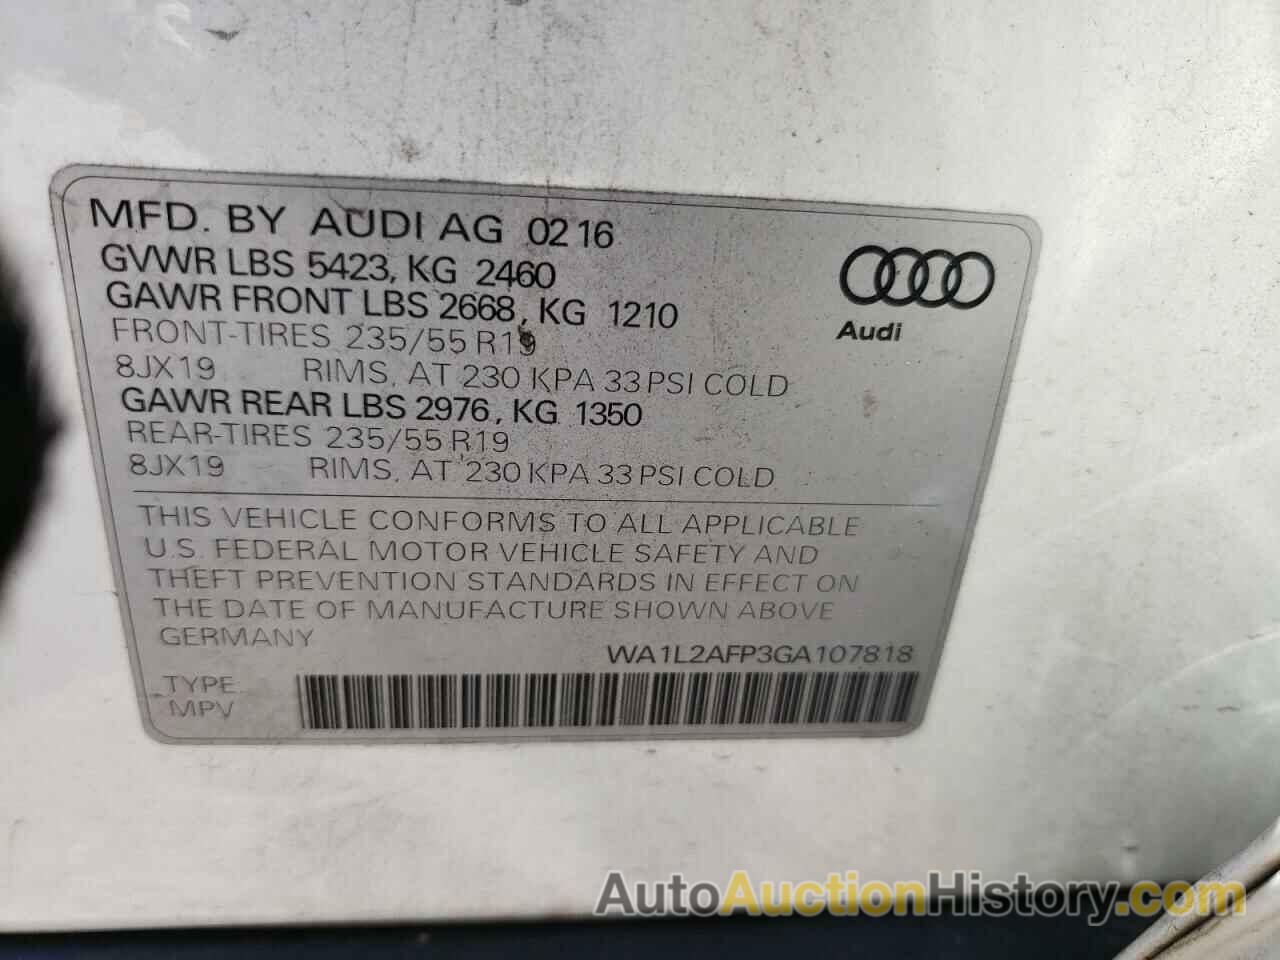 MFD. BY AUDI AG 02 16
GVWR LBS 5423, KG 2460
GAWR FRONT LBS 2668, KG 1210
FRONT-TIRES 235/55 R19
8JX19 RIMS, AT 230 KPA 33 PSI COLD
GAWR REAR LBS 2976, KG 1350
REAR-TIRES 235/55 R19
8JX19 RIMS, AT 230 KPA 33 PSI COLD
Audi
THIS VEHICLE CONFORMS TO ALL APPLICABLE
U.S. FEDERAL MOTOR VEHICLE SAFETY AND
THEFT PREVENTION STANDARDS IN EFFECT ON
THE DATE OF MANUFACTURE SHOWN ABOVE
GERMANY
WA1L2AFP3GA107818
TYPE
MPV
AutoAuctionHistory.com